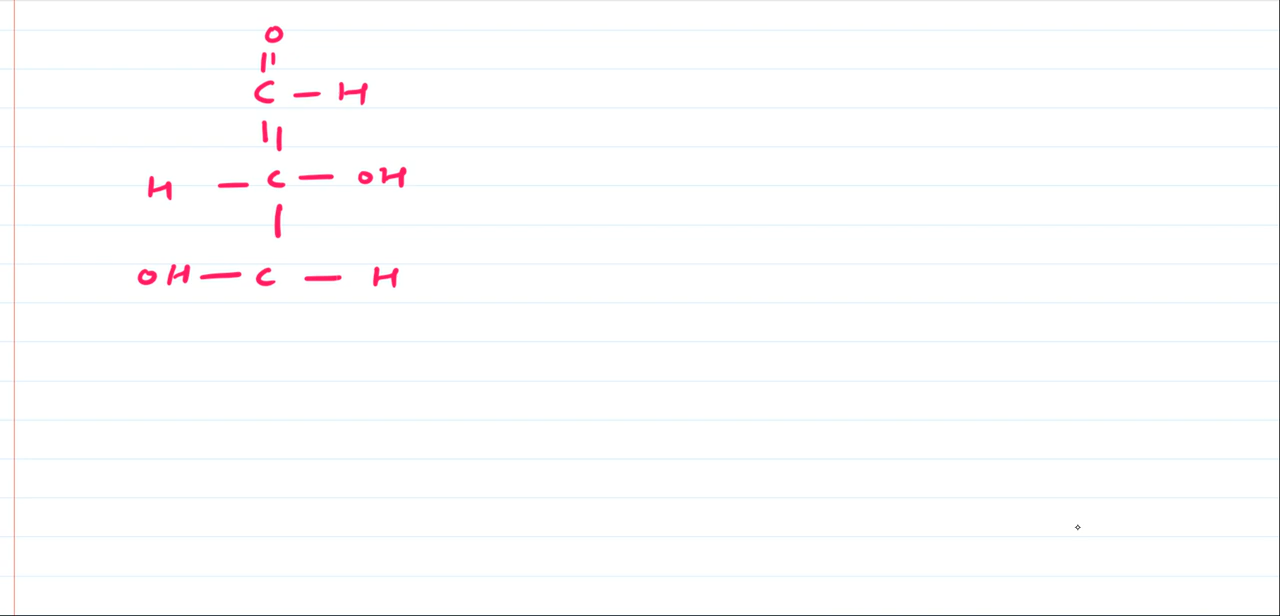 O
||
C — H
||
H — C — OH
|
OH — C — H